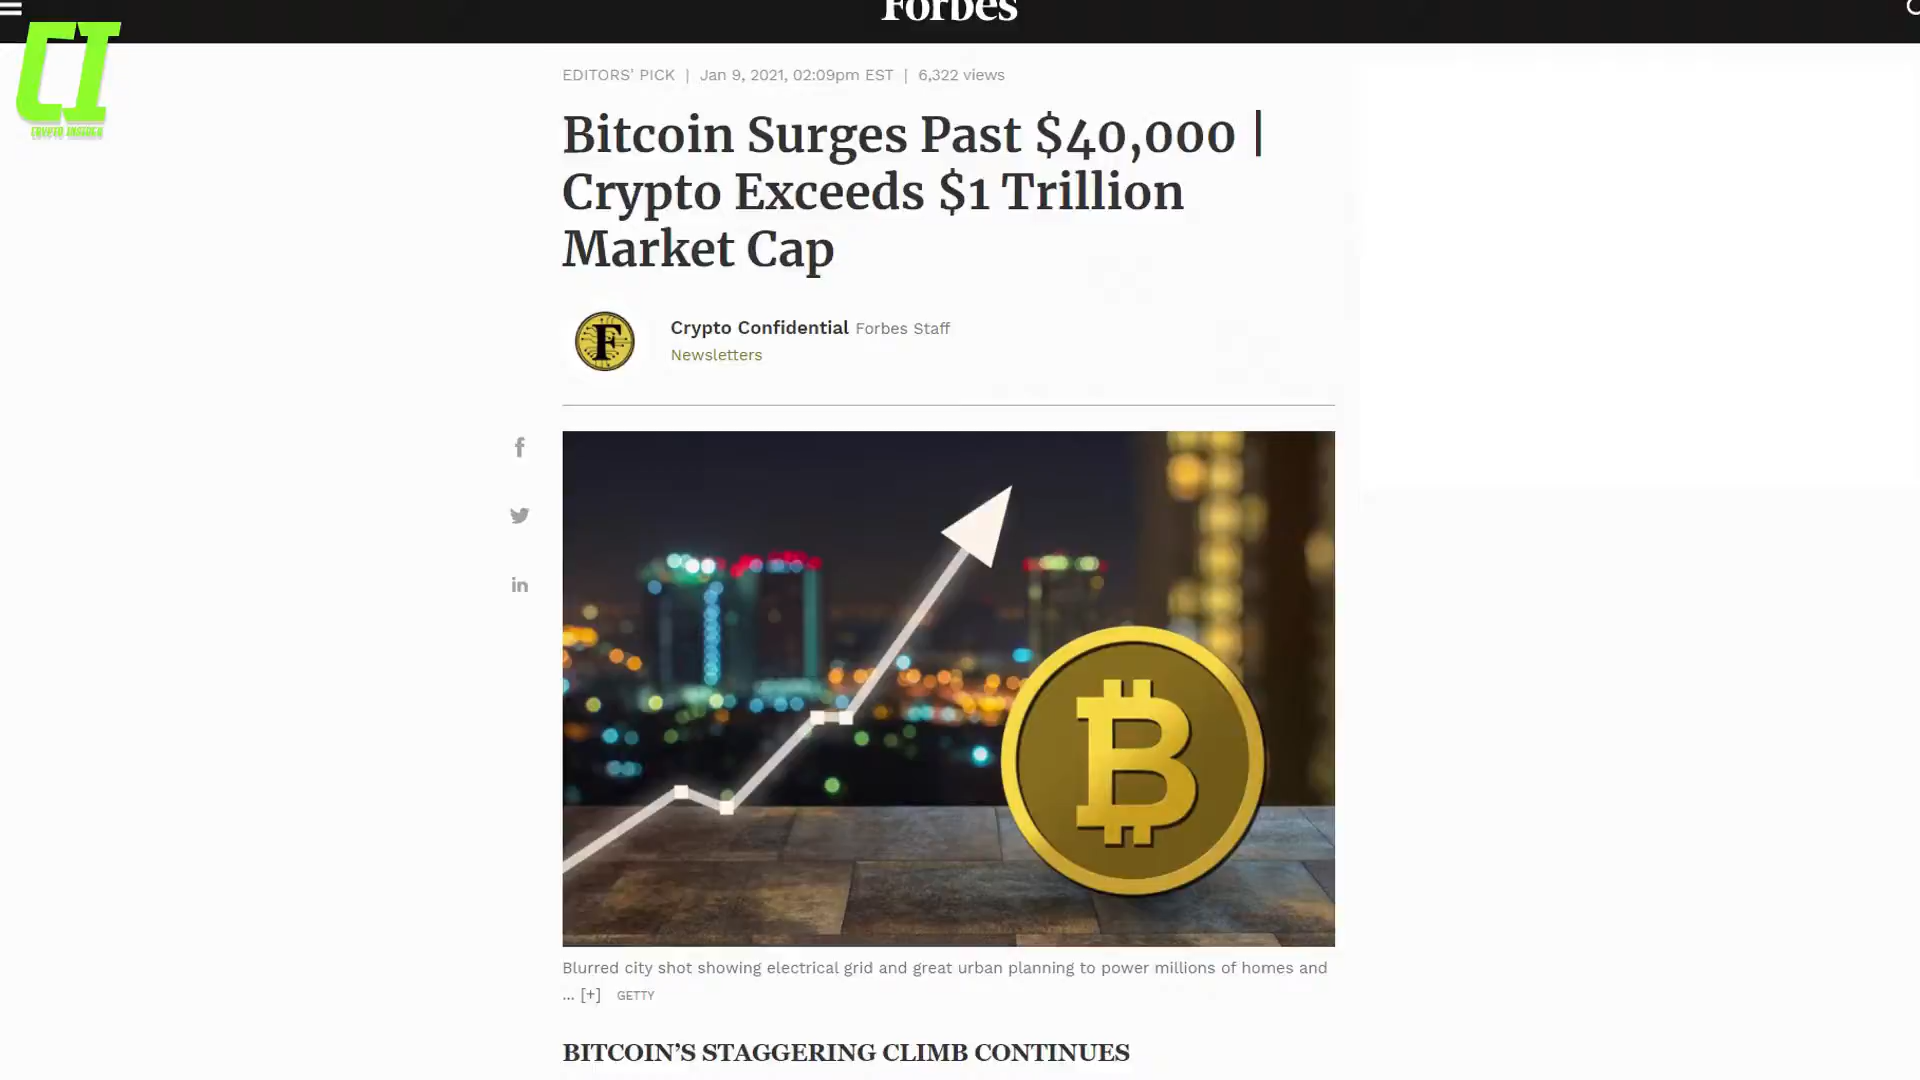 Forbes
CI
CRYPTO INSIDER
EDITORS' PICK | Jan 9, 2021, 02:09pm EST | 6,322 views
Bitcoin Surges Past $40,000 |
Crypto Exceeds $1 Trillion
Market Cap
F
Crypto Confidential Forbes Staff
Newsletters
Blurred city shot showing electrical grid and great urban planning to power millions of homes and
... [+] GETTY
BITCOIN’S STAGGERING CLIMB CONTINUES